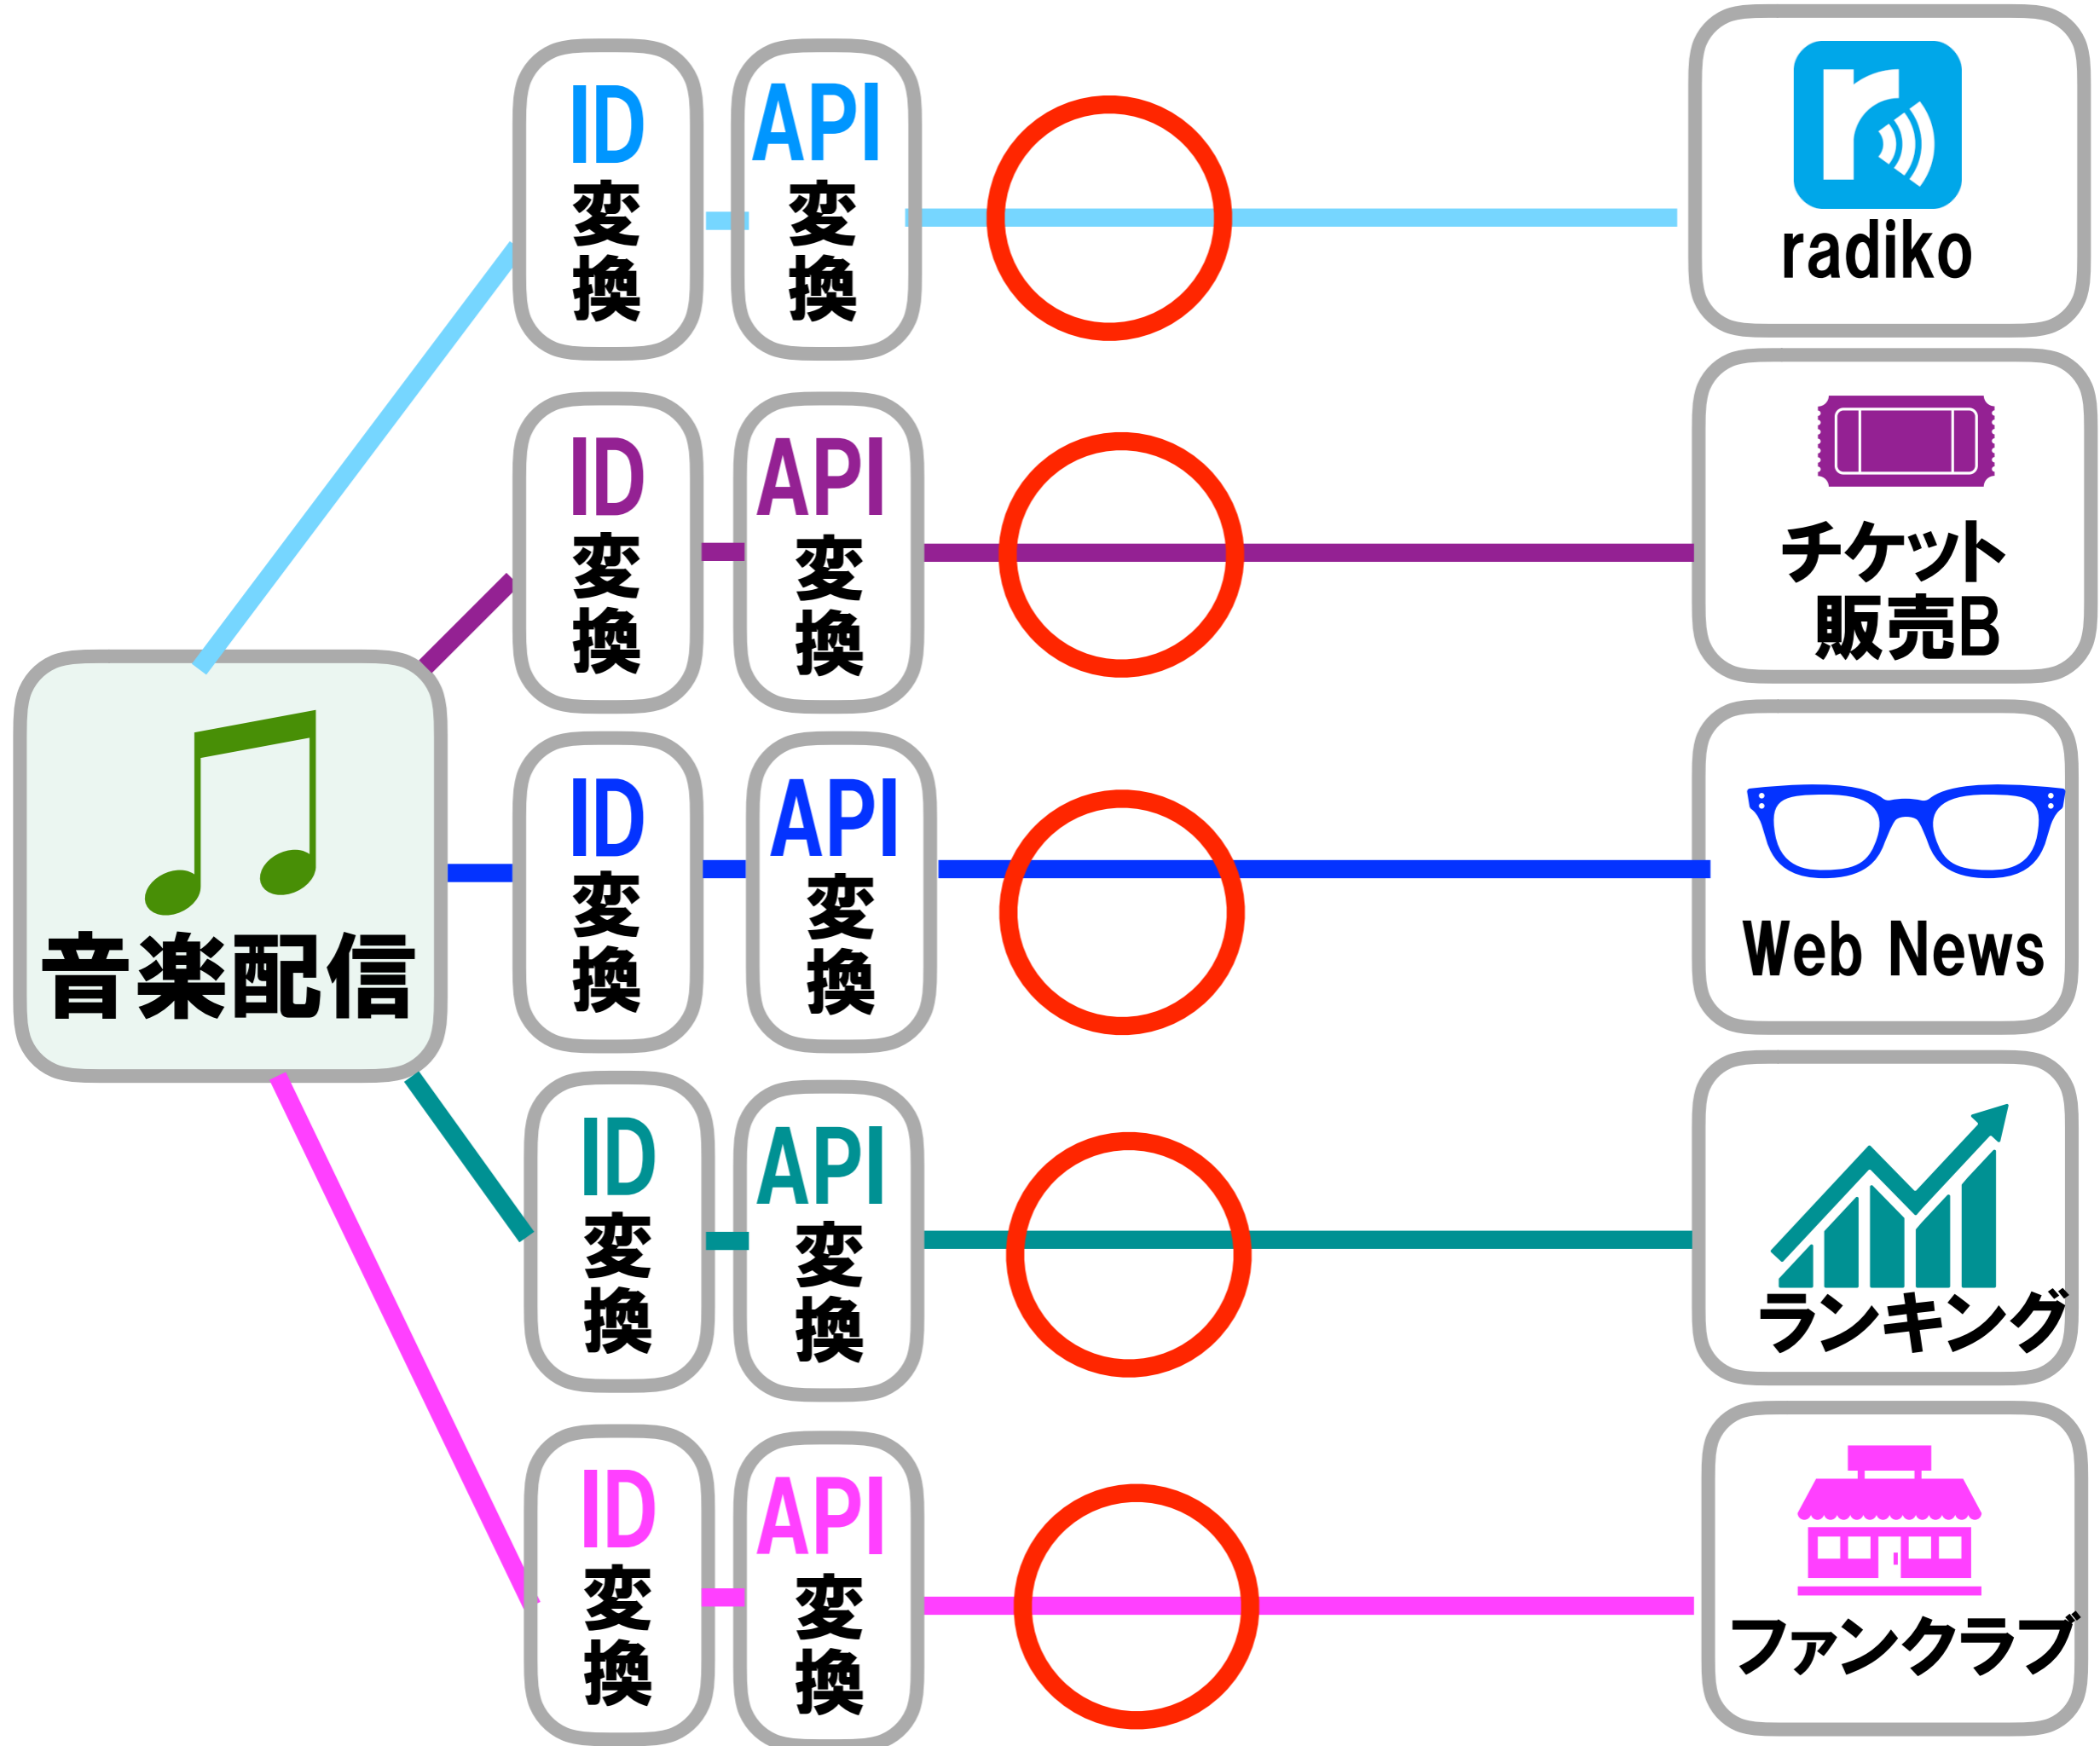 ID
変
換
API
変
換
radiko
ID
変
換
API
変
換
チケット
販売B
音楽配信
ID
変
換
API
変
換
Web News
ID
変
換
API
変
換
ランキング
ID
変
換
API
変
換
ファンクラブ